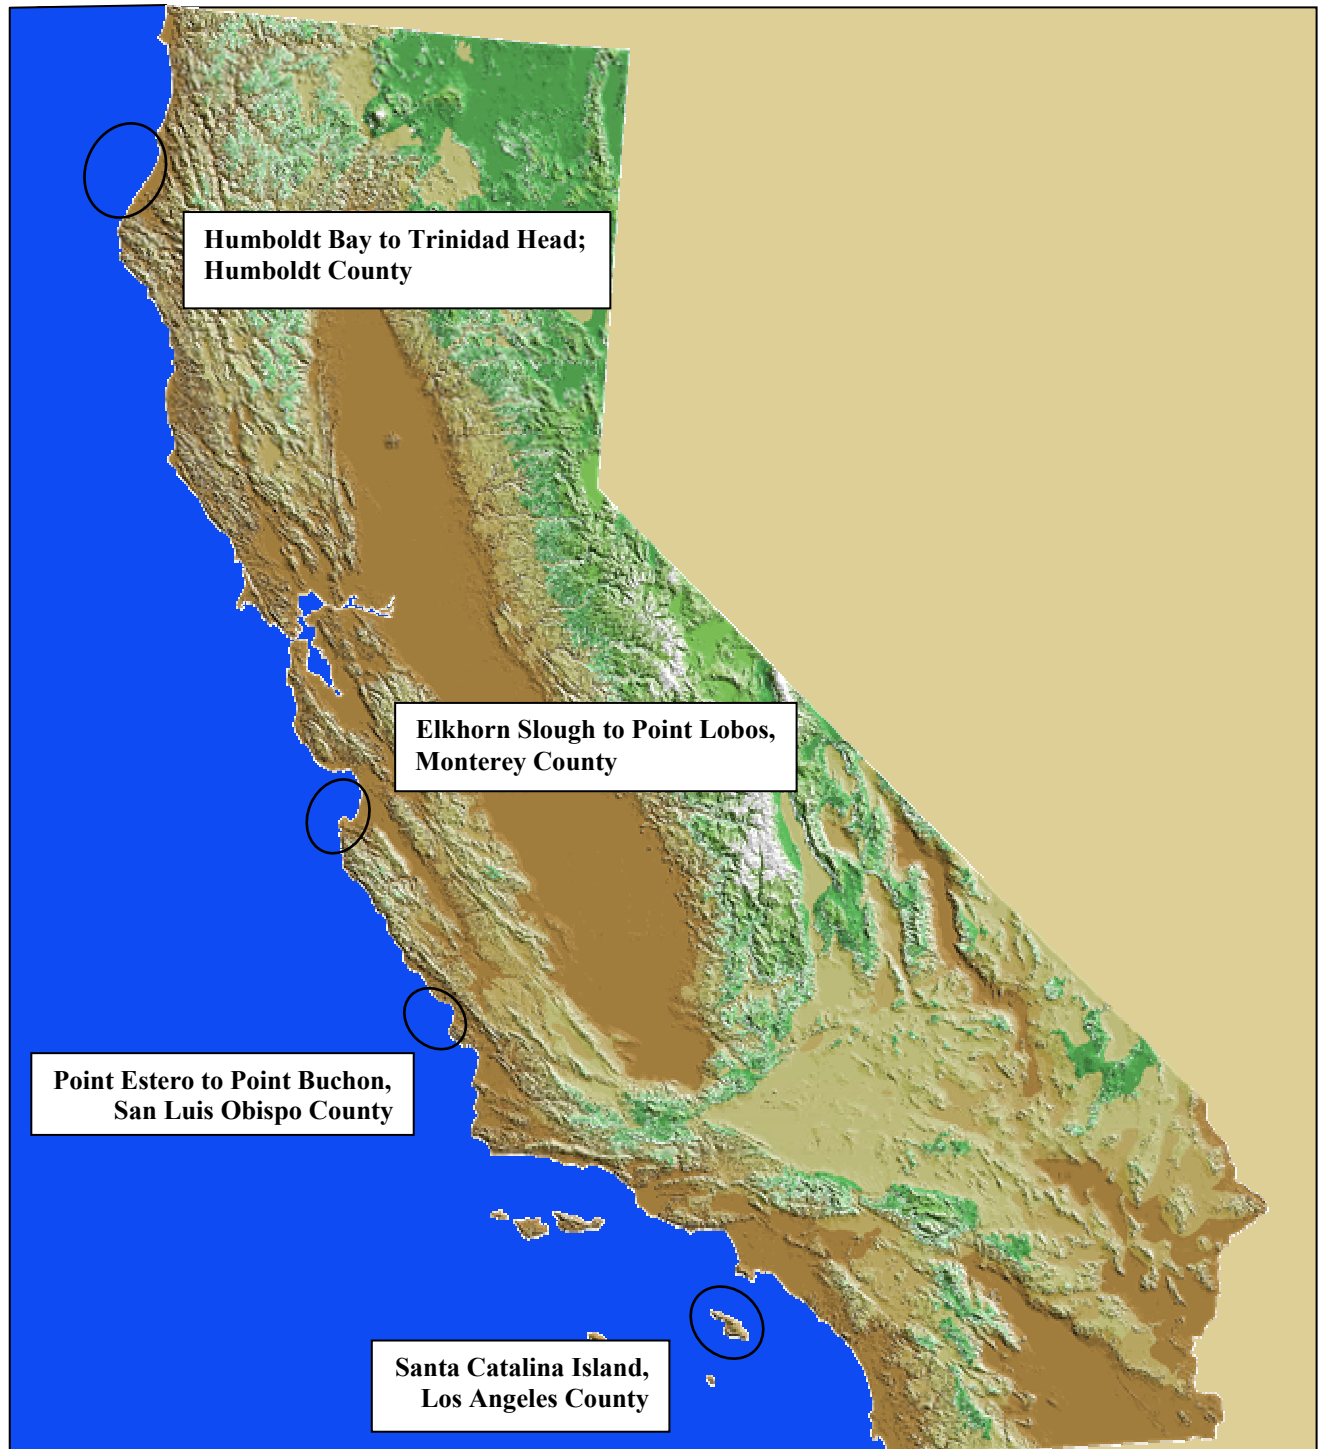 Humboldt Bay to Trinidad Head;
Humboldt County
Elkhorn Slough to Point Lobos,
Monterey County
Point Estero to Point Buchon,
San Luis Obispo County
Santa Catalina Island,
Los Angeles County